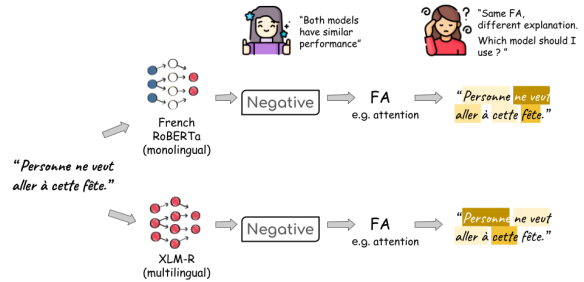 “Both models
have similar
performance”
“Same FA,
different explanation.
Which model should I
use ? ”
French
RoBERTa
(monolingual)
Negative
FA
e.g. attention
“Personne ne veut
aller à cette fête.”
“Personne ne veut
aller à cette fête.”
XLM-R
(multilingual)
Negative
FA
e.g. attention
“Personne ne veut
aller à cette fête.”